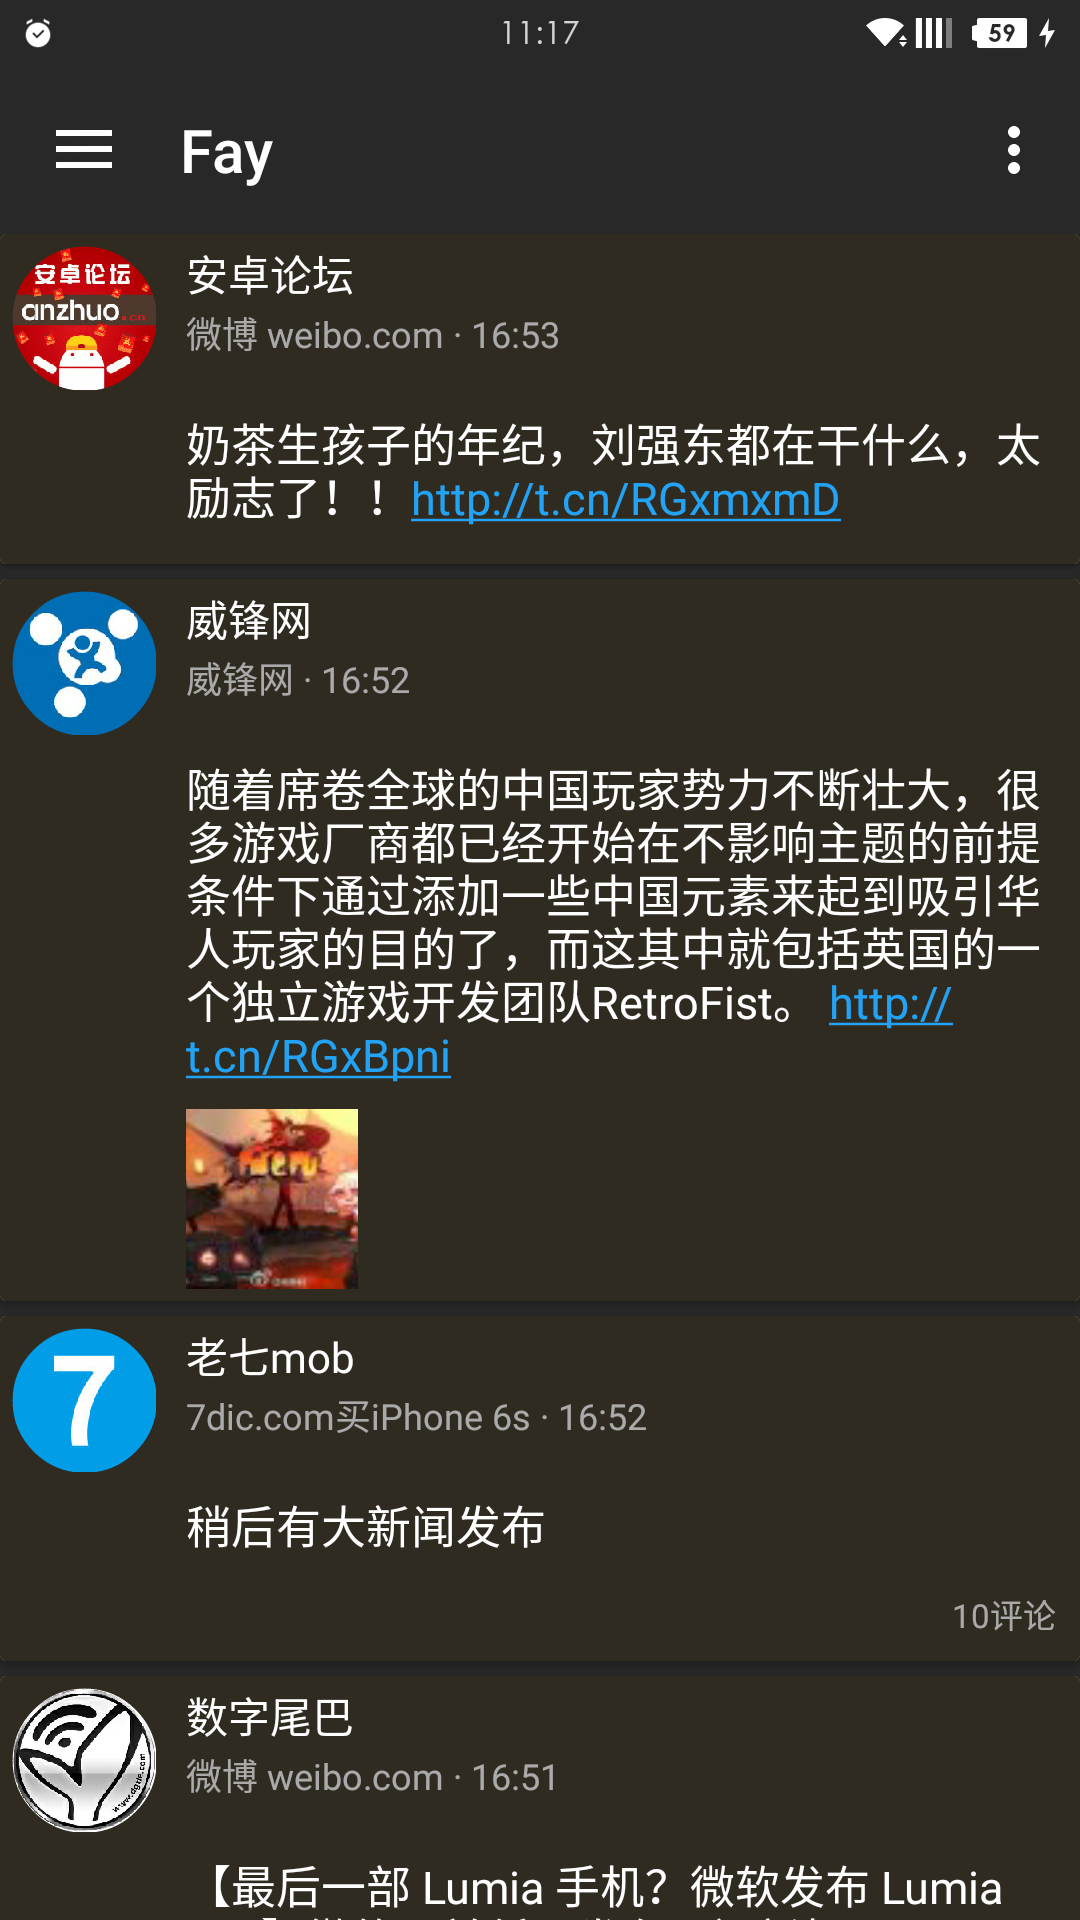 11:17
59
Fay
安卓论坛
anzhuo.cn
安卓论坛
微博 weibo.com · 16:53
奶茶生孩子的年纪，刘强东都在干什么，太
励志了！！ http://t.cn/RGxmxmD
威锋网
威锋网 · 16:52
随着席卷全球的中国玩家势力不断壮大，很
多游戏厂商都已经开始在不影响主题的前提
条件下通过添加一些中国元素来起到吸引华
人玩家的目的了，而这其中就包括英国的一
个独立游戏开发团队RetroFist。 http://
t.cn/RGxBpni
7
老七mob
7dic.com买iPhone 6s · 16:52
稍后有大新闻发布
10评论
数字尾巴
微博 weibo.com · 16:51
【最后一部 Lumia 手机？微软发布 Lumia